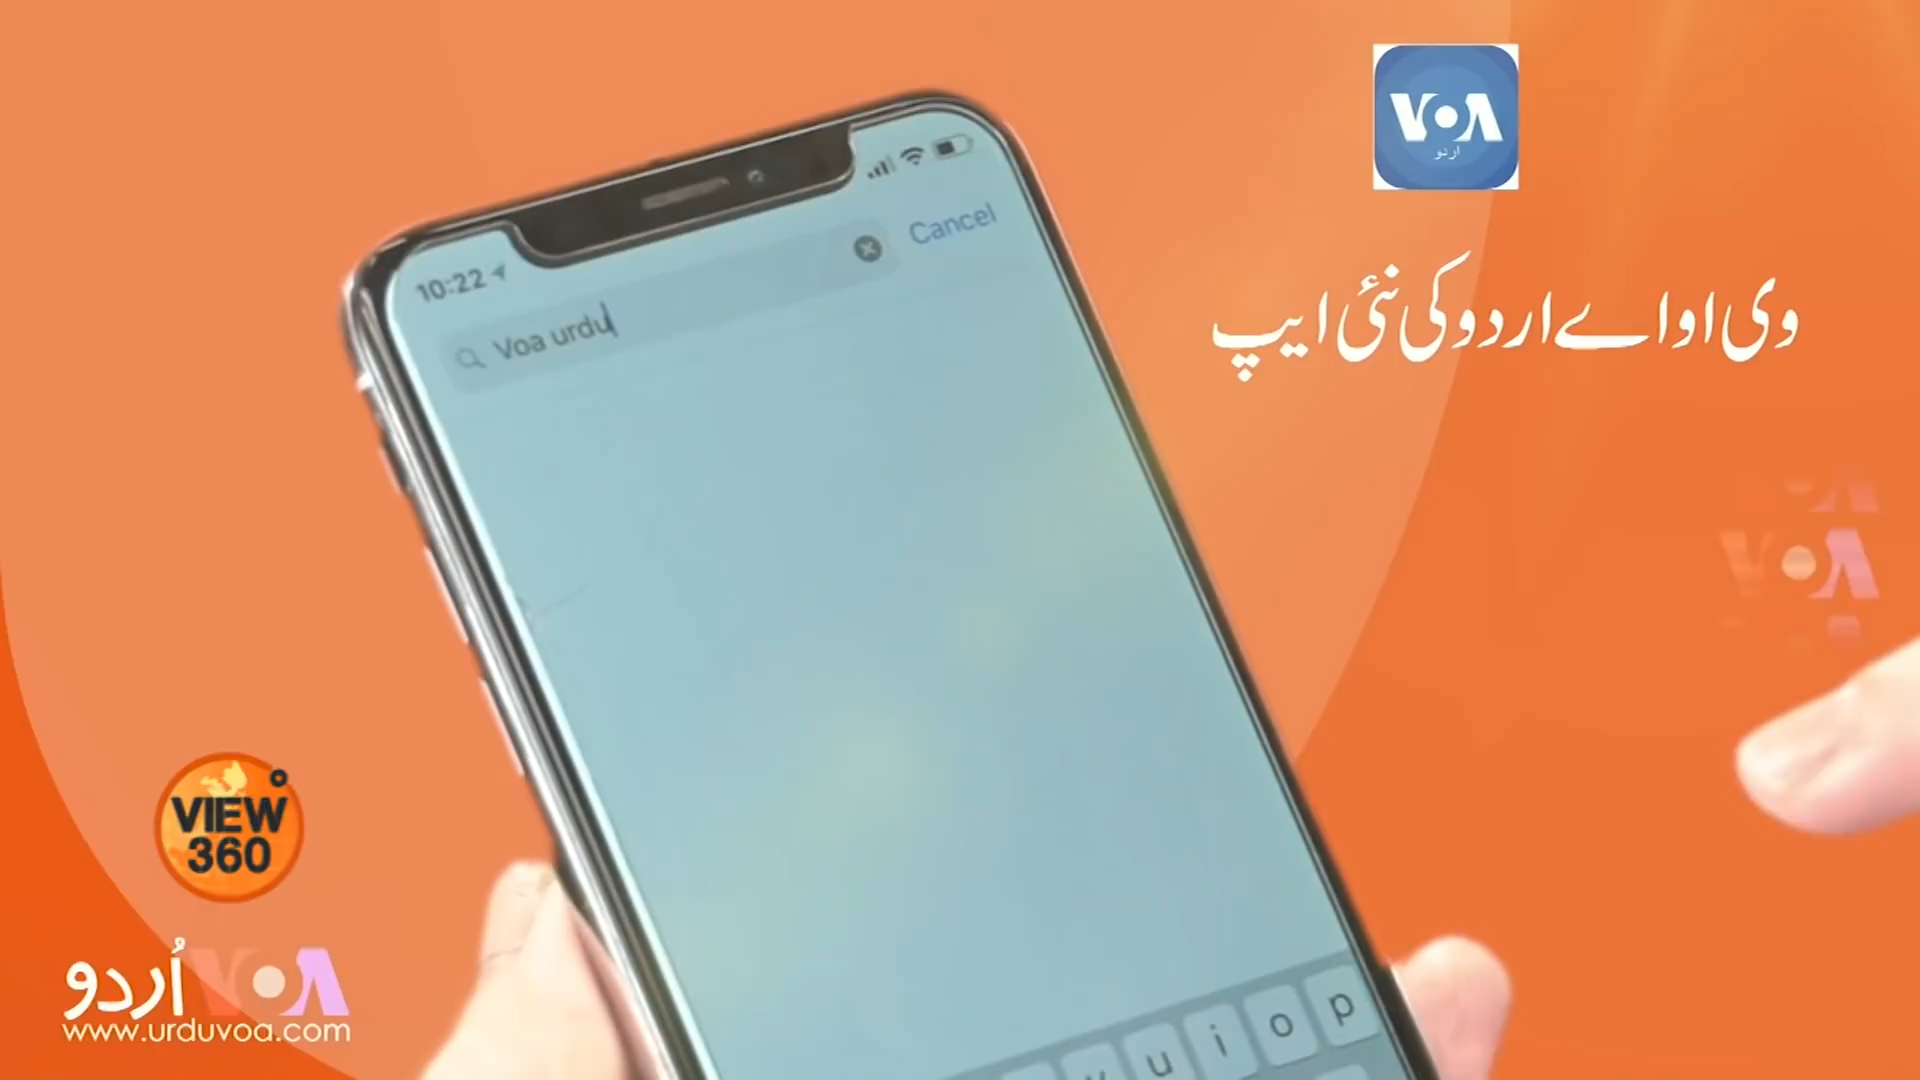 VOA
اردو
وی او اے اردو کی نئی ایپ
10:22
Cancel
Voa urdu
VOA
VIEW 360°
اُردو VOA
www.urduvoa.com
y u i o p